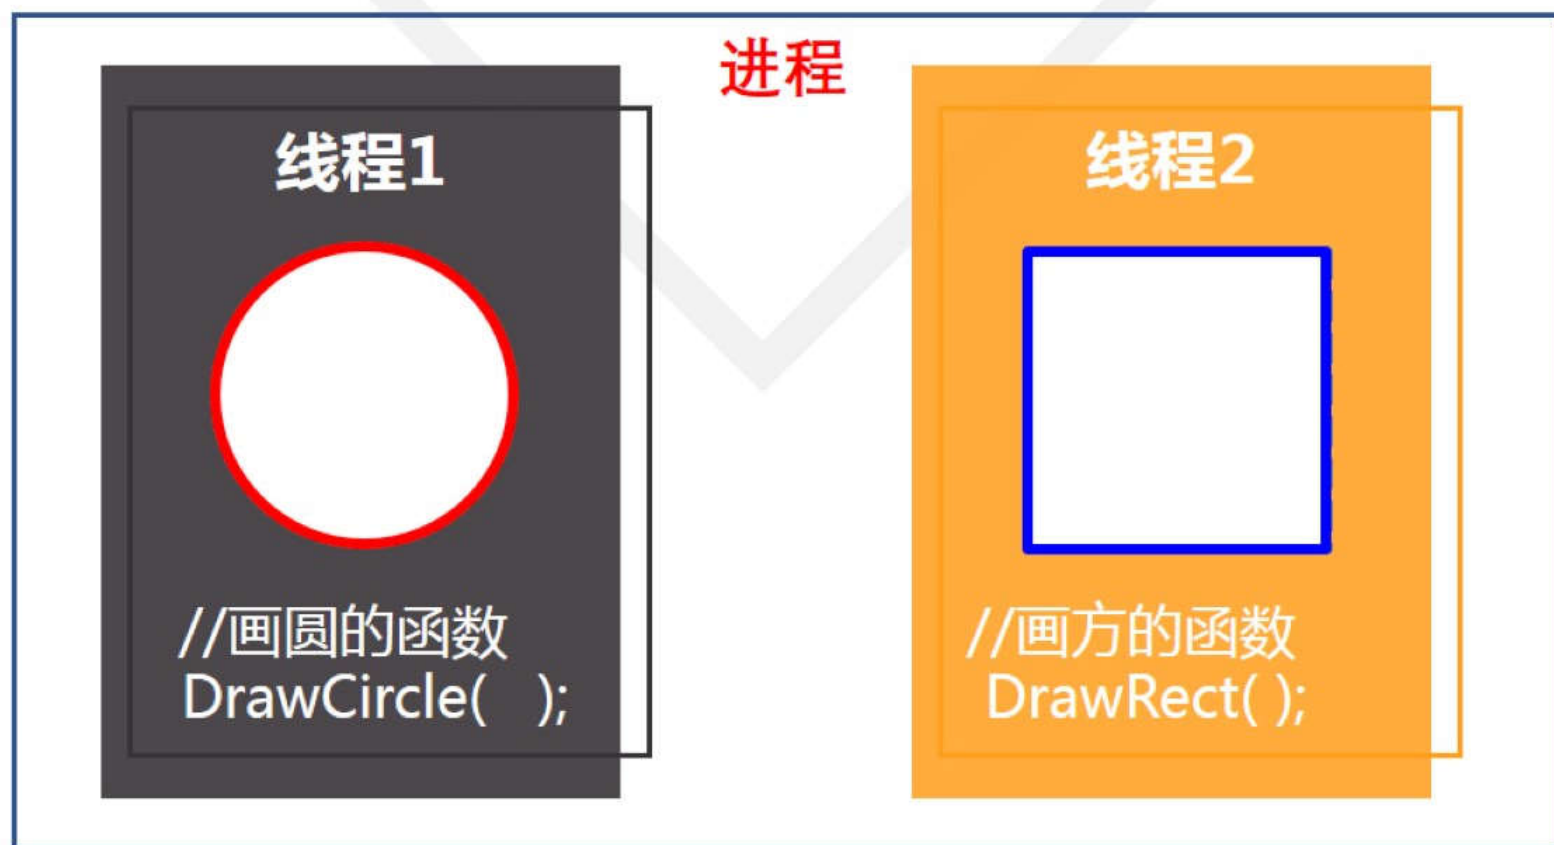 进程
线程1
//画圆的函数
DrawCircle(   );
线程2
//画方的函数
DrawRect( );